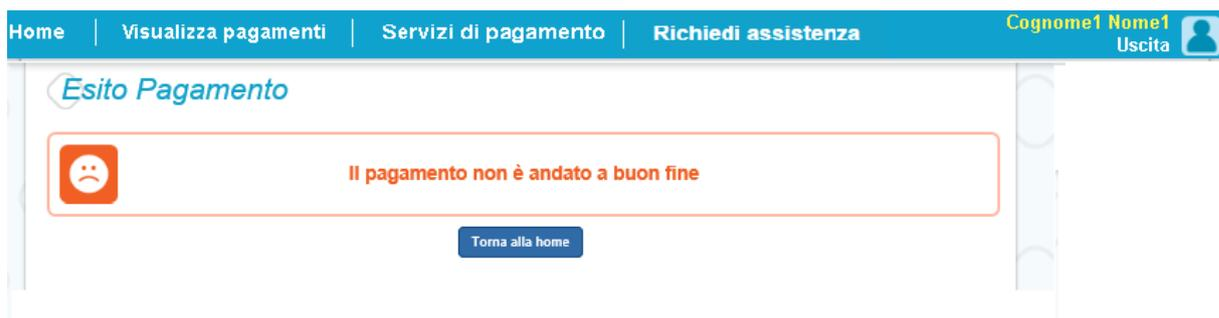 Home | Visualizza pagamenti | Servizi di pagamento | Richiedi assistenza
Cognome1 Nome1
Uscita
Esito Pagamento
Il pagamento non è andato a buon fine
Torna alla home